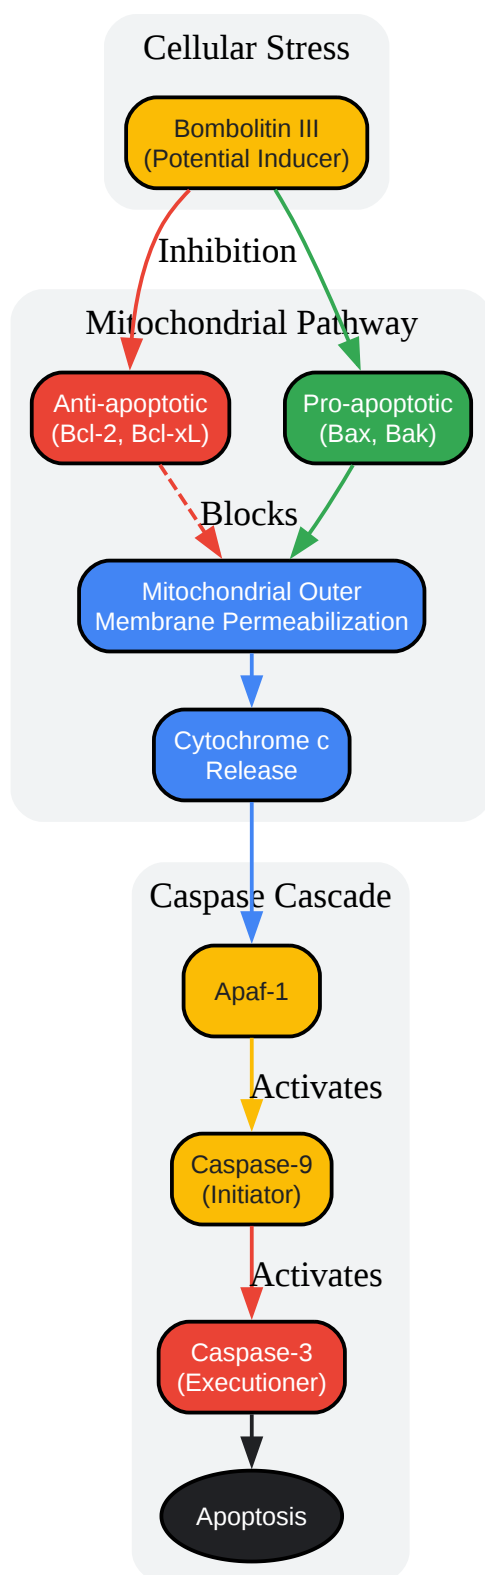 Cellular Stress
Bombolitin III
(Potential Inducer)
Inhibition
Mitochondrial Pathway
Anti-apoptotic
(Bcl-2, Bcl-xL)
Pro-apoptotic
(Bax, Bak)
Blocks
Mitochondrial Outer
Membrane Permeabilization
Cytochrome c
Release
Caspase Cascade
Apaf-1
Activates
Caspase-9
(Initiator)
Activates
Caspase-3
(Executioner)
Apoptosis